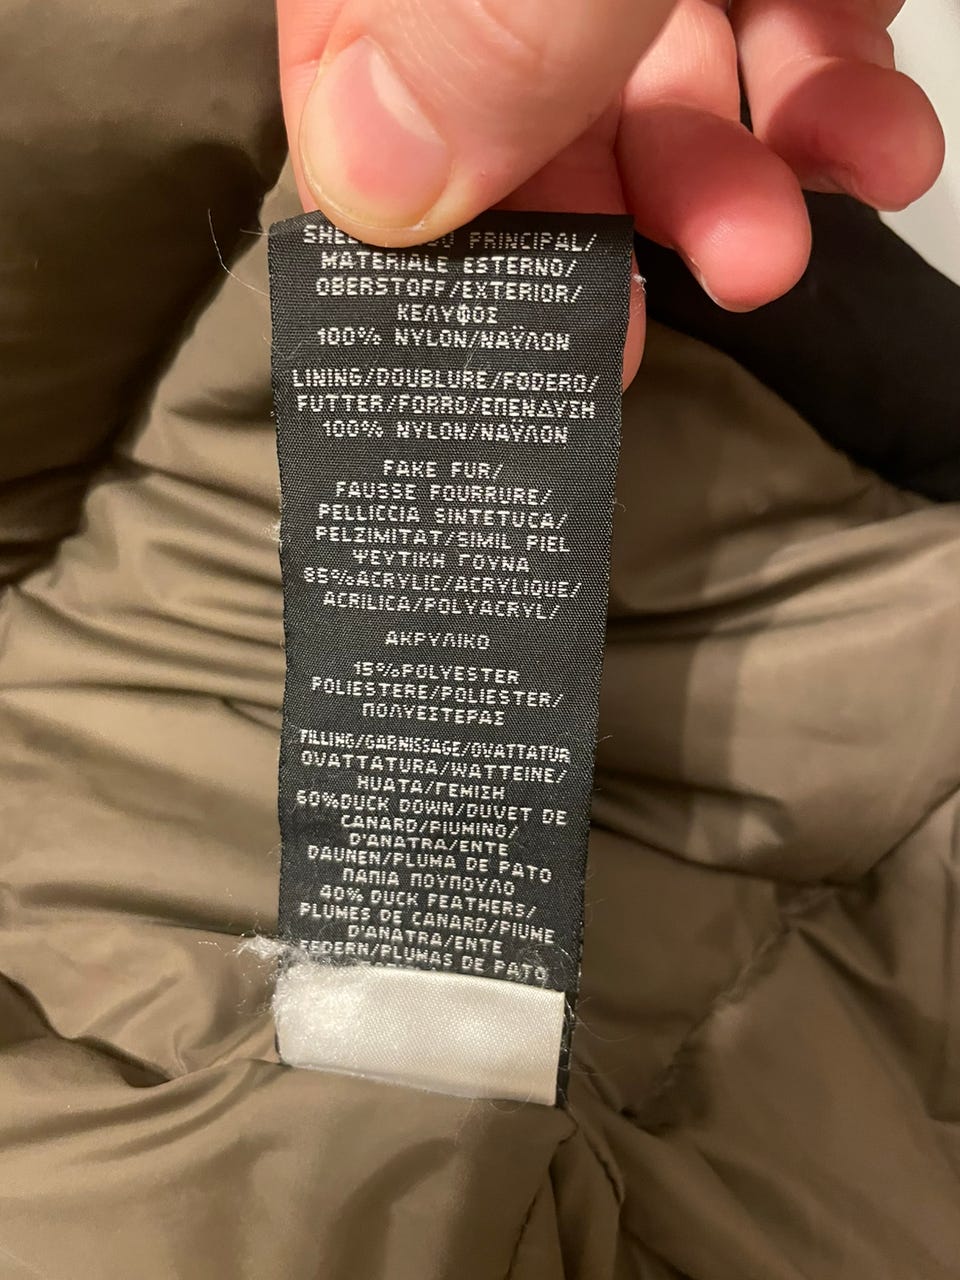 PRINCIPAL/
MATERIALE ESTERNO/
OBERSTOFF/EXTERIOR/
ΚΕΛΥΦΟΣ
100% NYLON/ΝΑΫΛΟΝ
LINING/DOUBLURE/FODERO/
FUTTER/FORRO/ΕΠΕΝΔΥΣΗ
100% NYLON/ΝΑΫΛΟΝ
FAKE FUR/
FAUSSE FOURRURE/
PELLICCIA SINTETUCA/
PELZIMITAT/SIMIL PIEL
ΨΕΥΤΙΚΗ ΓΟΥΝΑ
85%ACRYLIC/ACRYLIQUE/
ACRILICA/POLYACRYL/
ΑΚΡΥΛΙΚΟ
15%POLYESTER
POLIESTERE/POLIESTER/
ΠΟΛΥΕΣΤΕΡΑΣ
FILLING/GARNISSAGE/OVATTATUR
OVATTATURA/WATTEINE/
HUATA/ΓΕΜΙΣΗ
60%DUCK DOWN/DUVET DE
CANARD/PIUMINO/
D'ANATRA/ENTE
DAUNEN/PLUMA DE PATO
ΠΑΠΙΑ ΠΟΥΠΟΥΛΟ
40% DUCK FEATHERS/
PLUMES DE CANARD/PIUME
D'ANATRA/ENTE
FEDERN/PLUMAS DE PATO